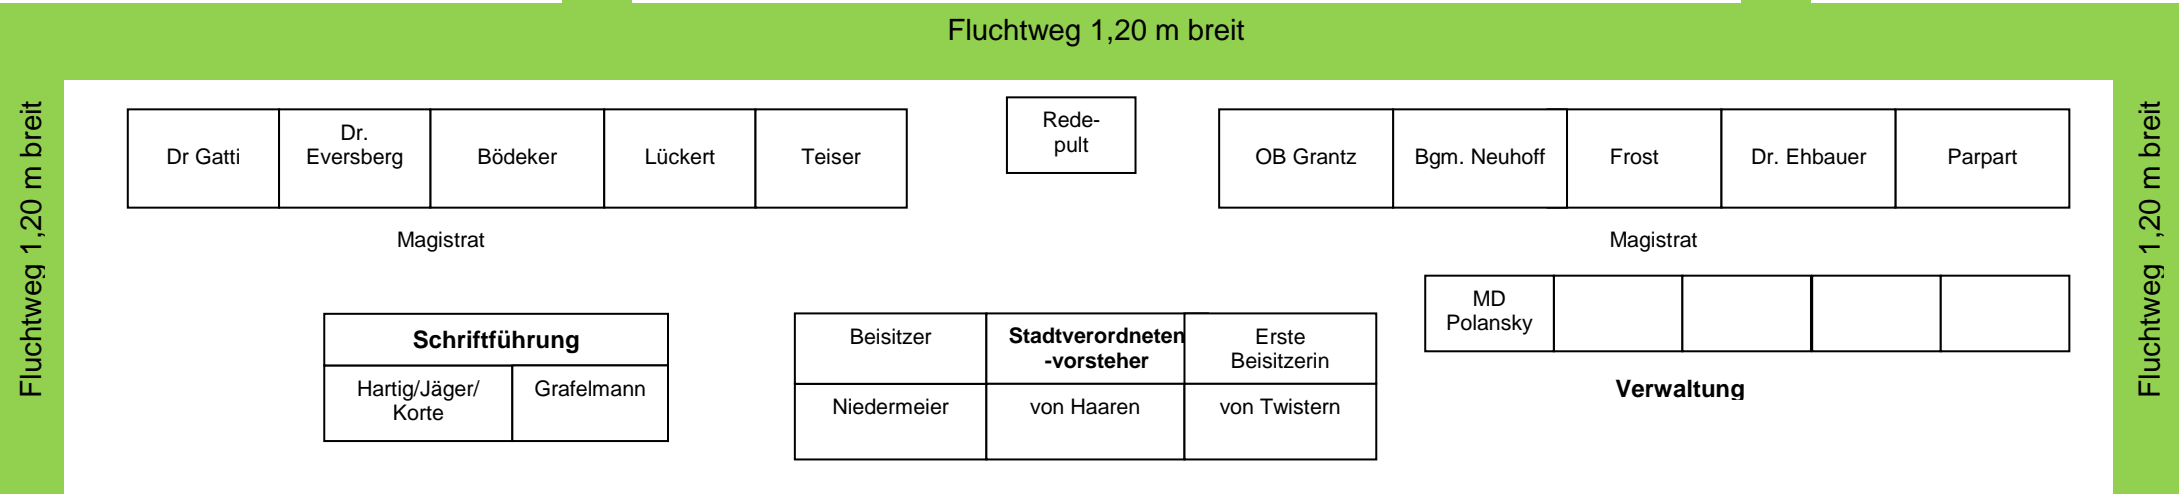 Fluchtweg 1,20 m breit
Fluchtweg 1,20 m breit
Fluchtweg 1,20 m breit
Dr Gatti
Dr.
Eversberg
Bödeker
Lückert
Teiser
Rede-
pult
OB Grantz
Bgm. Neuhoff
Frost
Dr. Ehbauer
Parpart
Magistrat
Magistrat
MD
Polansky
Verwaltung
Schriftführung
Hartig/Jäger/
Korte
Grafelmann
Beisitzer
Stadtverordneten
-vorsteher
Erste
Beisitzerin
Niedermeier
von Haaren
von Twistern